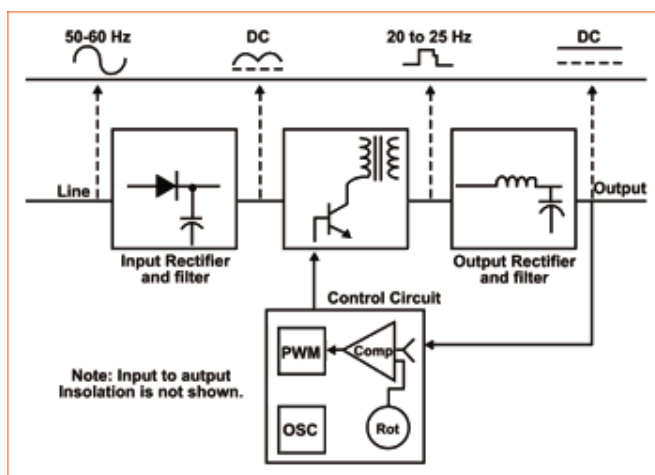 50-60 Hz
DC
20 to 25 Hz
DC
Line
Output
Input Rectifier
and filter
Output Rectifier
and filter
Control Circuit
PWM
Comp
OSC
Rot
Note: Input to autput
Insolation is not shown.